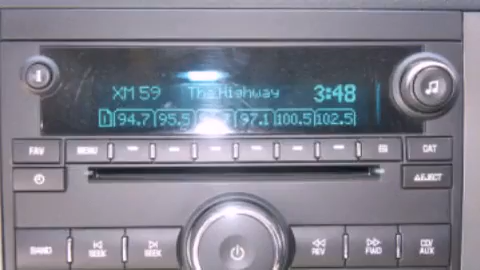 XM 59 The Highway 3:48
1 94.7 95.5 97.1 100.5 102.5
FAV MENU EQ CAT
EJECT
BAND SEEK SEEK REV FWD CD/AUX